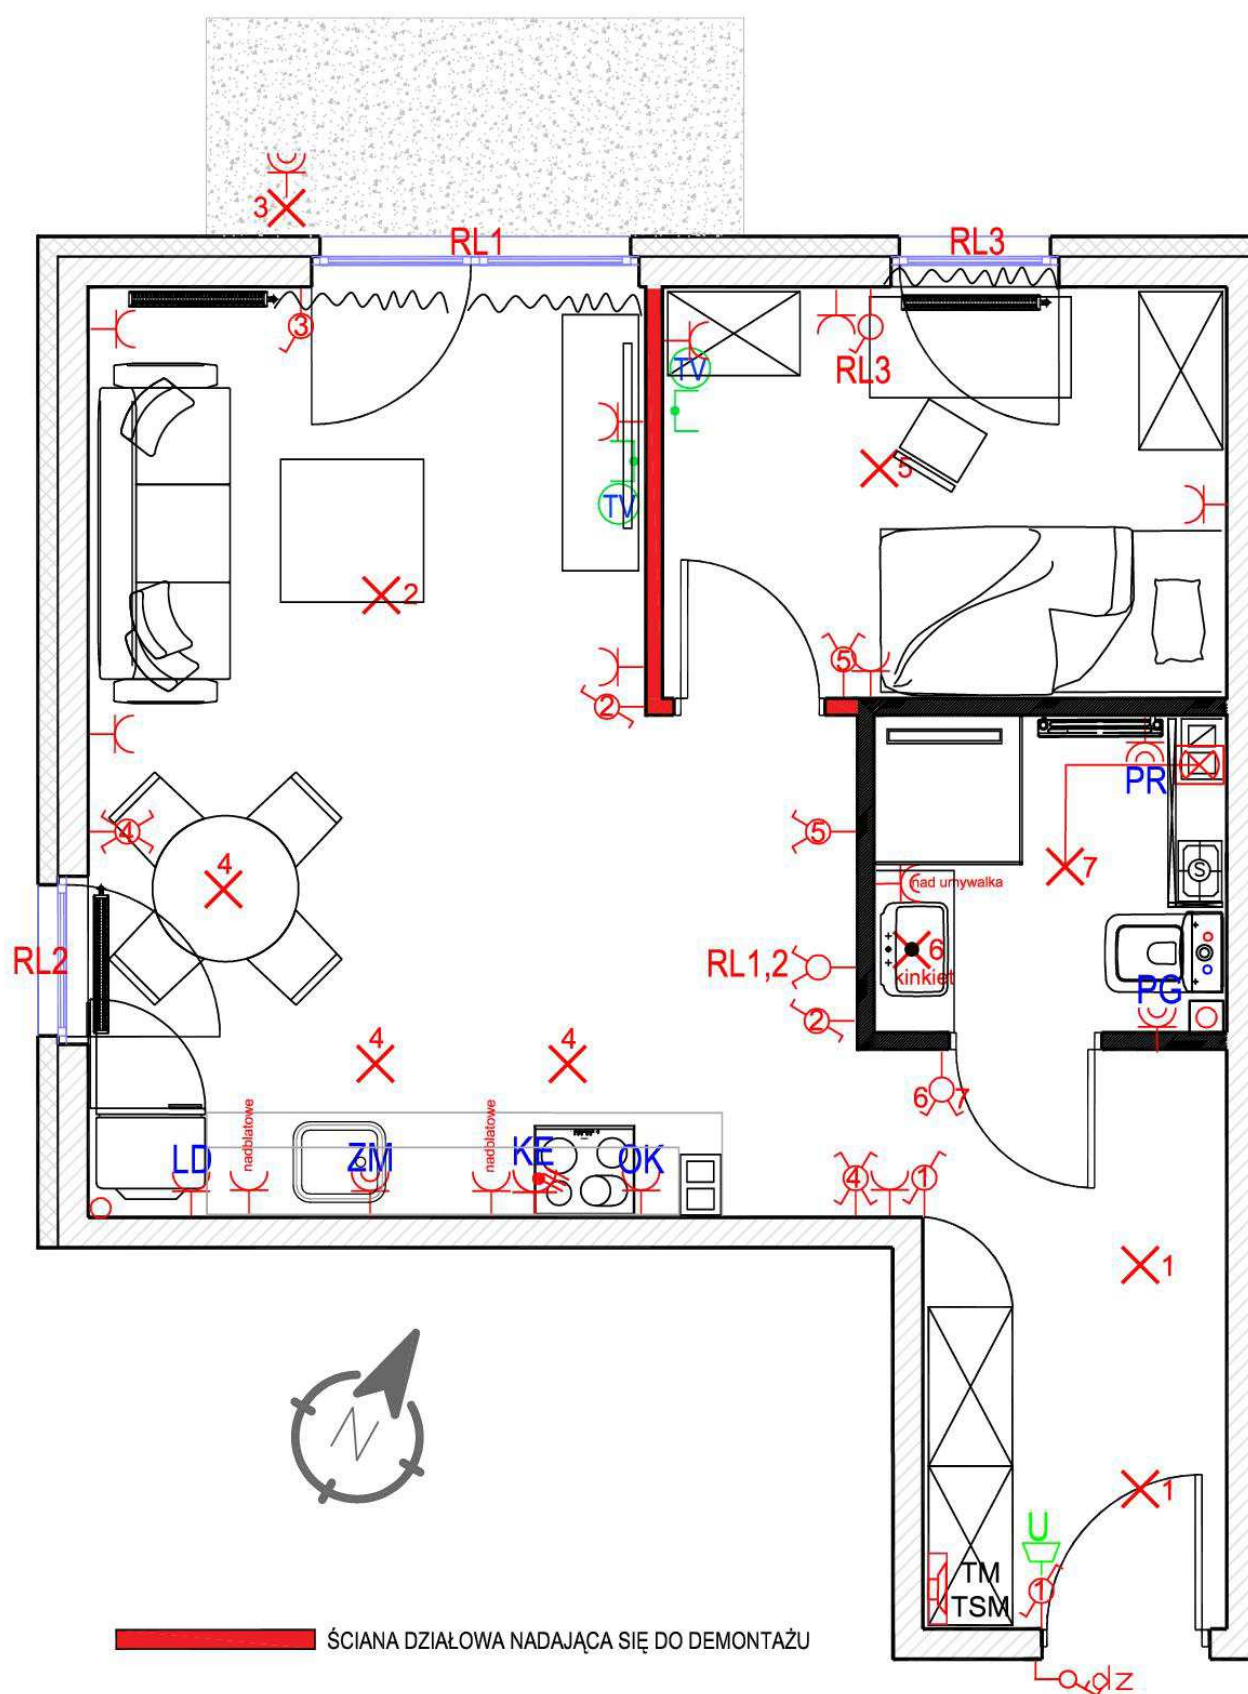 3
RL1
RL3
3
RL3
TV
5
TV
2
5
2
PR
4
5
7
4
nad umywalka
S
RL1,2
6
kinkiet
RL2
PG
2
4
4
6 7
nadblatowe
nadblatowe
LD
ZM
KE
OK
4
1
1
N
1
U
TM
TSM
1
ŚCIANA DZIAŁOWA NADAJĄCA SIĘ DO DEMONTAŻU
dz